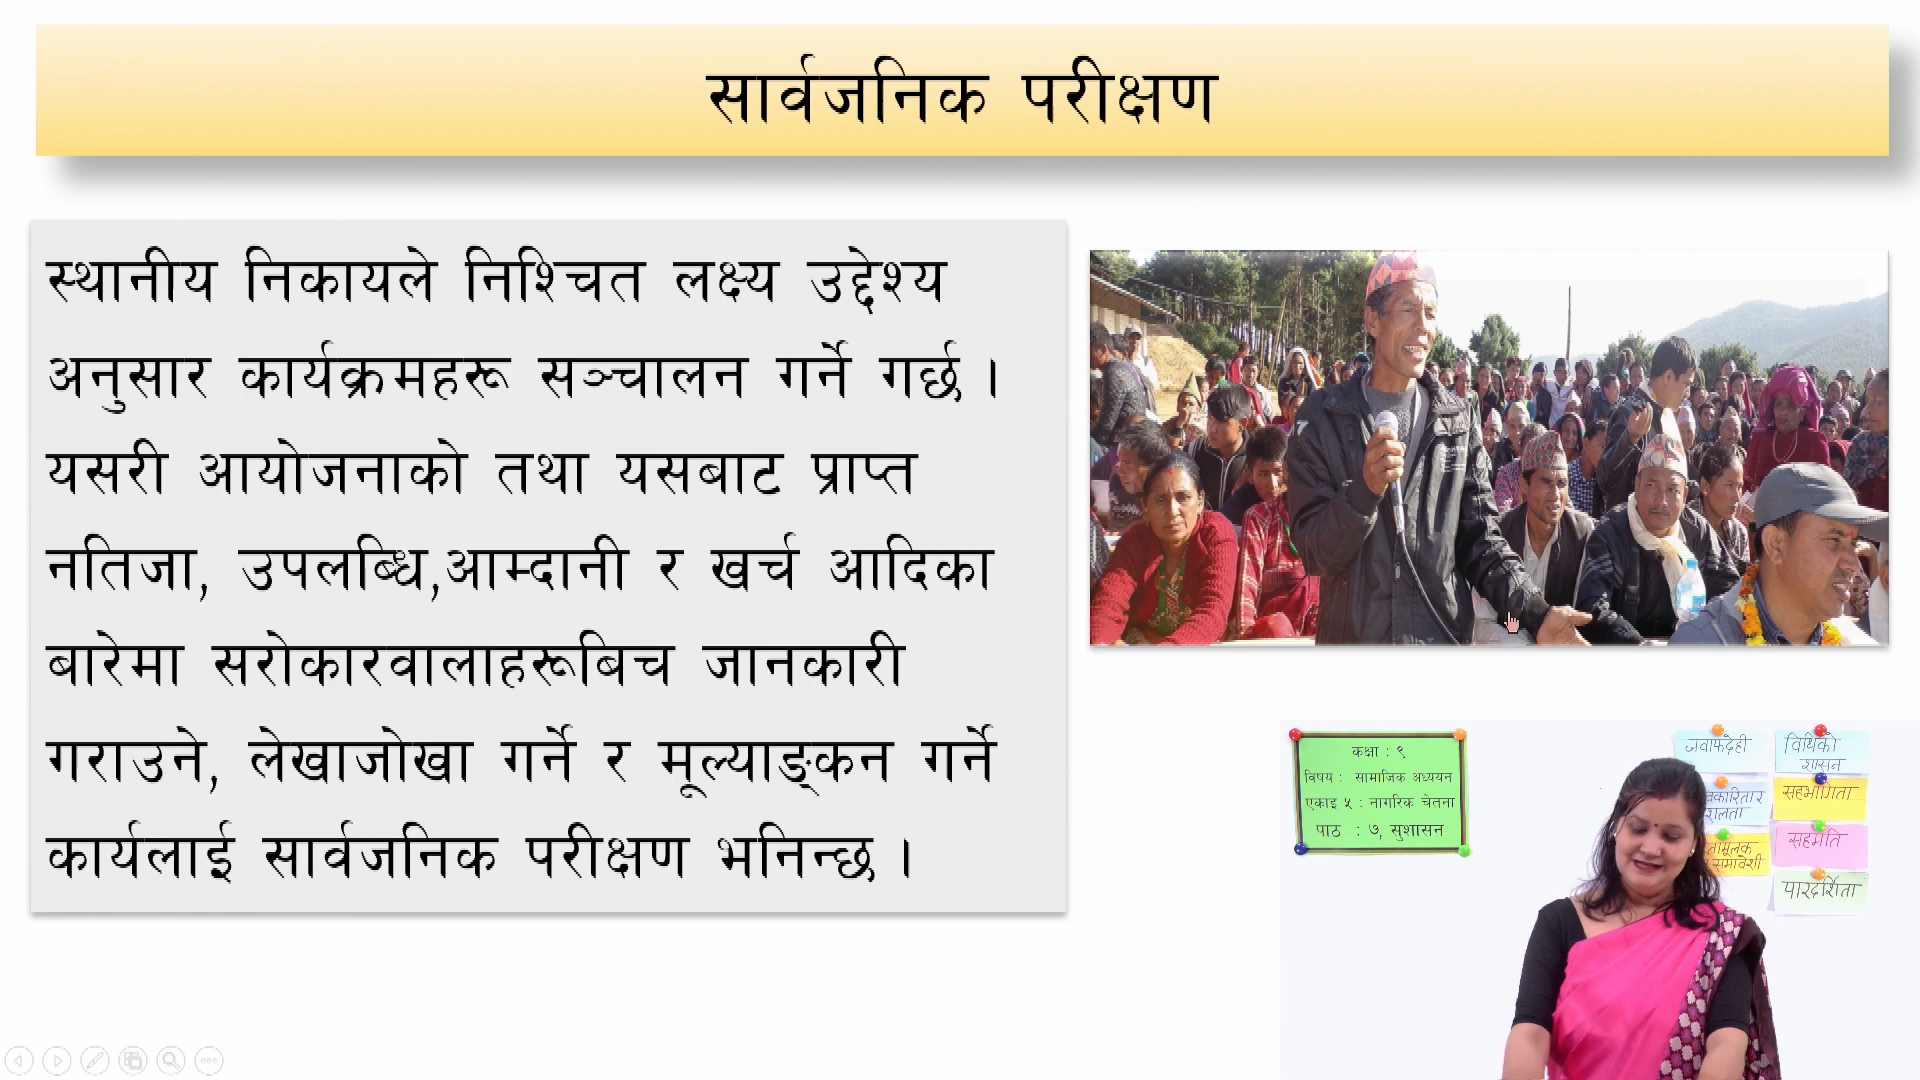 सार्वजनिक परीक्षण
स्थानीय निकायले निश्चित लक्ष्य उद्देश्य
अनुसार कार्यक्रमहरू सञ्चालन गर्ने गर्छ ।
यसरी आयोजनाको तथा यसबाट प्राप्त
नतिजा, उपलब्धि,आम्दानी र खर्च आदिका
बारेमा सरोकारवालाहरूबिच जानकारी
गराउने, लेखाजोखा गर्ने र मूल्याङ्कन गर्ने
कार्यलाई सार्वजनिक परीक्षण भनिन्छ ।
कक्षा : ९
विषय : सामाजिक अध्ययन
एकाइ ५ : नागरिक चेतना
पाठ : ७, सुशासन
जवाफदेही
विधिको
शासन
सहभागिता
सहमति
समावेशी
पारदर्शिता